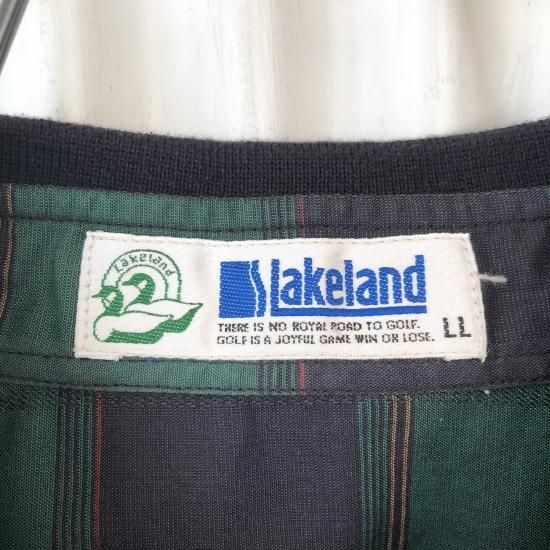 Lakeland
lakeland
THERE IS NO ROYAL ROAD TO GOLF.
GOLF IS A JOYFUL GAME WIN OR LOSE.
LL